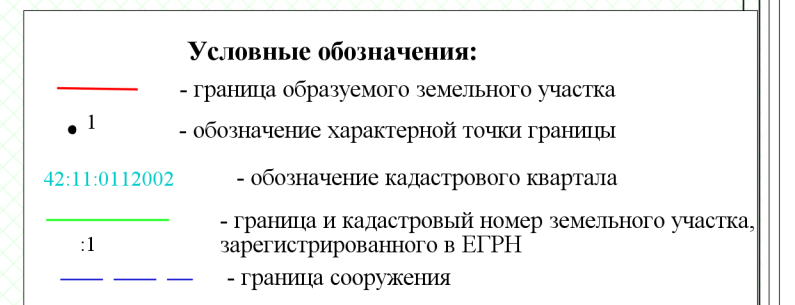 Условные обозначения:
- граница образуемого земельного участка
1 - обозначение характерной точки границы
42:11:0112002 - обозначение кадастрового квартала
- граница и кадастровый номер земельного участка,
:1 зарегистрированного в ЕГРН
- граница сооружения